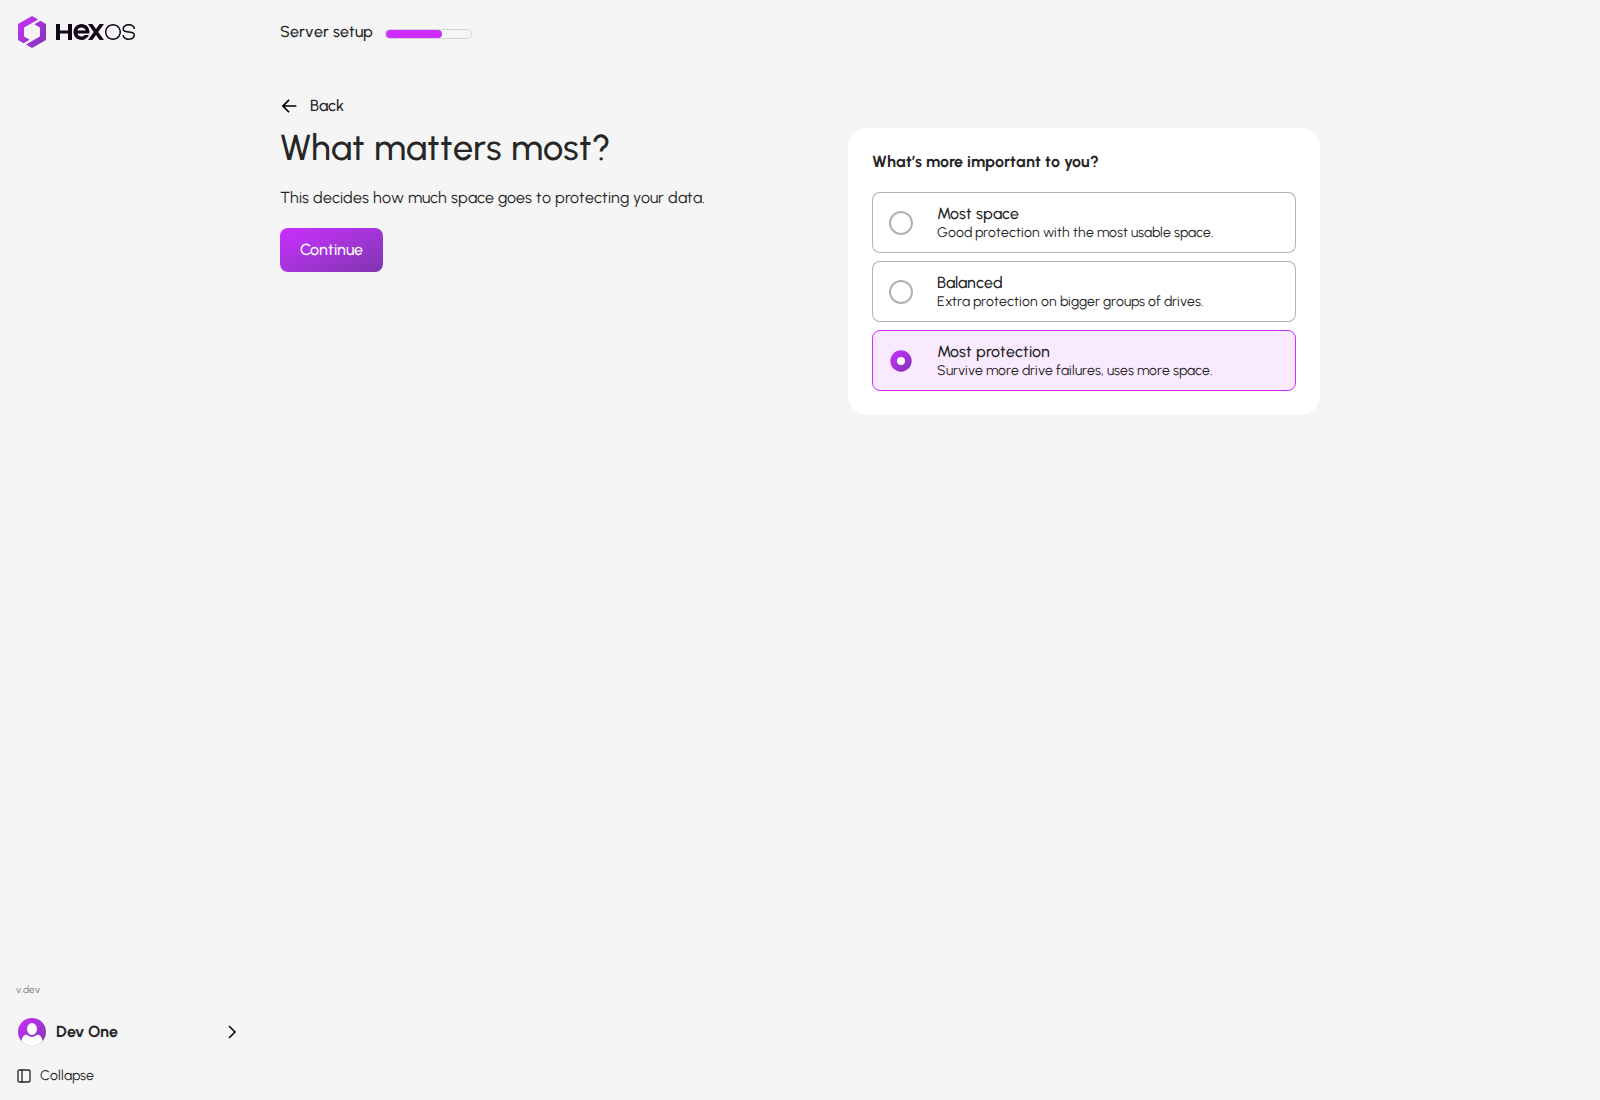 HexOS
Server setup
Back
What matters most?
This decides how much space goes to protecting your data.
Continue
What's more important to you?
Most space
Good protection with the most usable space.
Balanced
Extra protection on bigger groups of drives.
Most protection
Survive more drive failures, uses more space.
v.dev
Dev One
Collapse